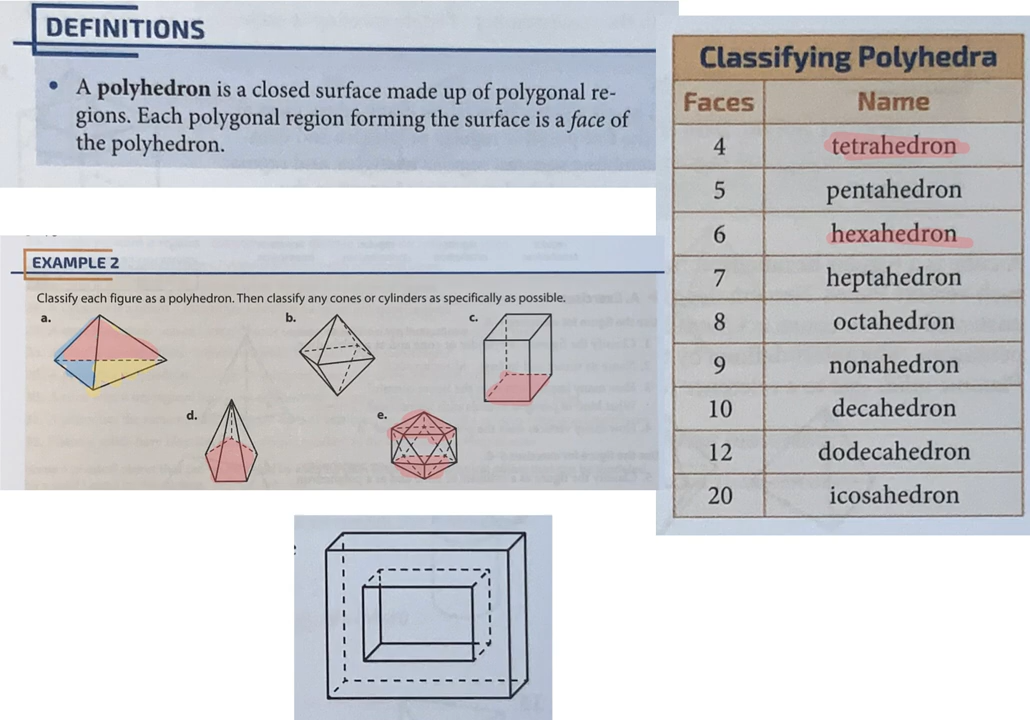 DEFINITIONS
• A polyhedron is a closed surface made up of polygonal re-
gions. Each polygonal region forming the surface is a face of
the polyhedron.
Classifying Polyhedra
Faces Name
4 tetrahedron
5 pentahedron
6 hexahedron
7 heptahedron
8 octahedron
9 nonahedron
10 decahedron
12 dodecahedron
20 icosahedron
EXAMPLE 2
Classify each figure as a polyhedron. Then classify any cones or cylinders as specifically as possible.
a. b. c.
d. e.